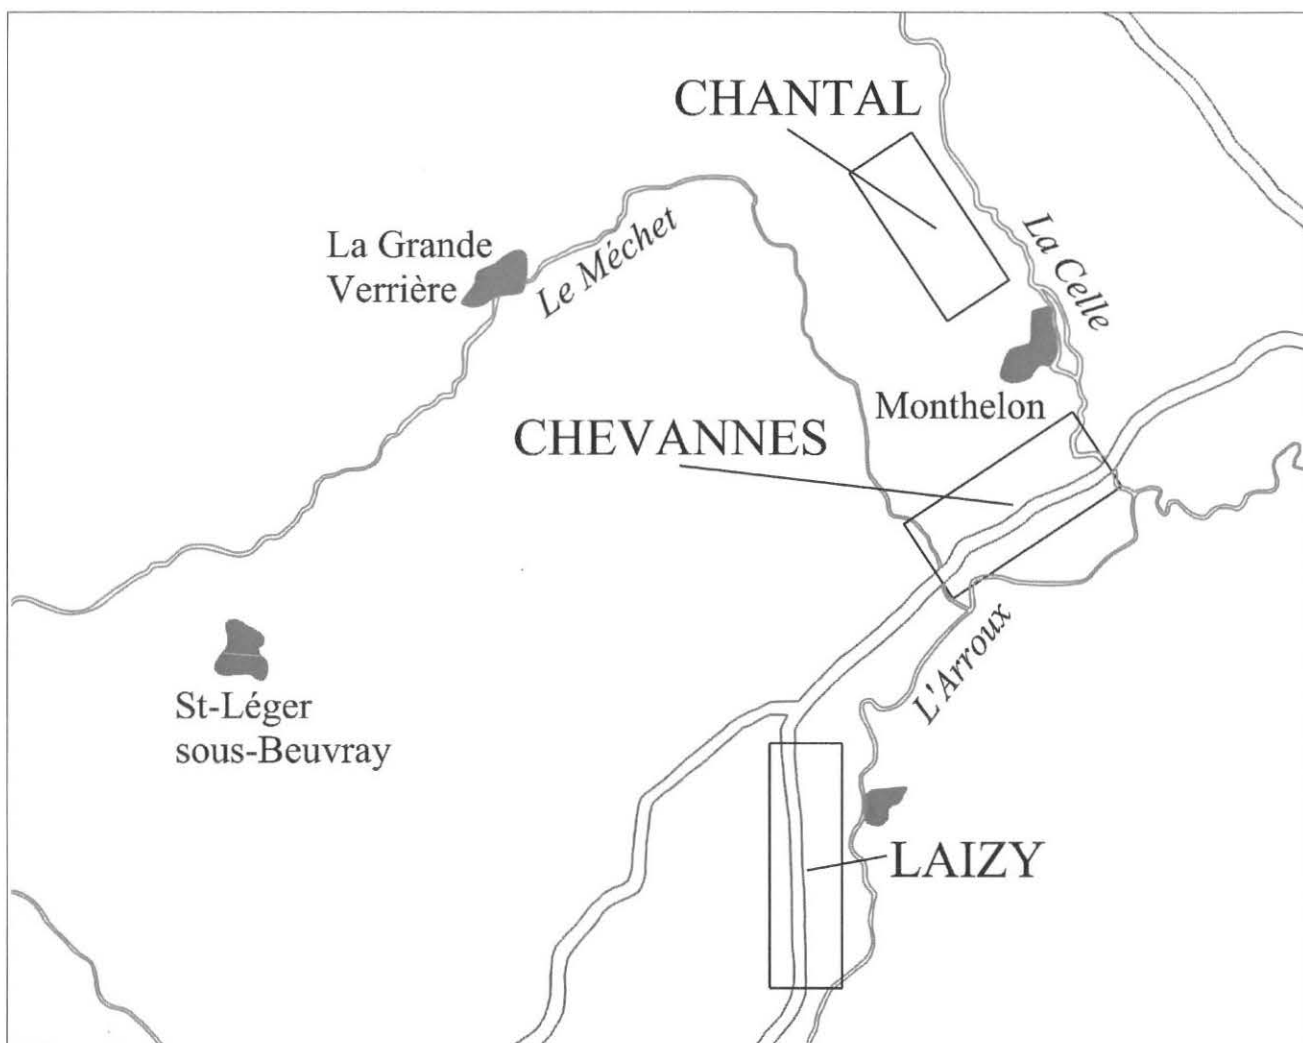 CHANTAL
La Grande
Verrière
Le Méchet
La Celle
Monthelon
CHEVANNES
L'Arroux
St-Léger
sous-Beuvray
LAIZY